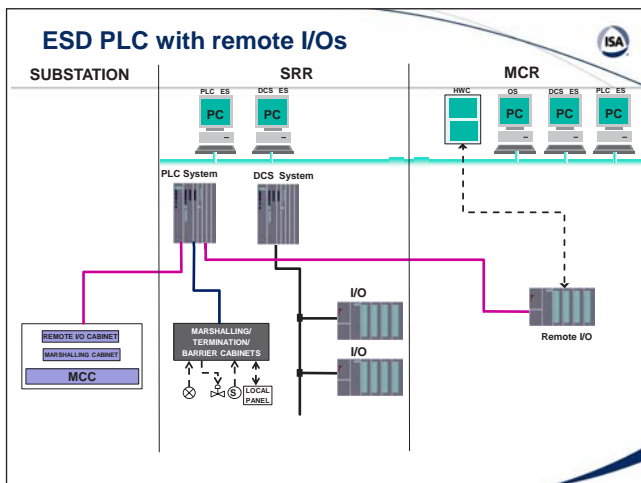 ESD PLC with remote I/Os
ISA
SUBSTATION
SRR
MCR
PLC ES
DCS ES
HWC
OS
DCS ES
PLC ES
PC
PC
PC
PC
PC
PLC System
DCS System
I/O
Remote I/O
REMOTE I/O CABINET
MARSHALLING CABINET
MCC
MARSHALLING/
TERMINATION/
BARRIER CABINETS
I/O
S
LOCAL
PANEL